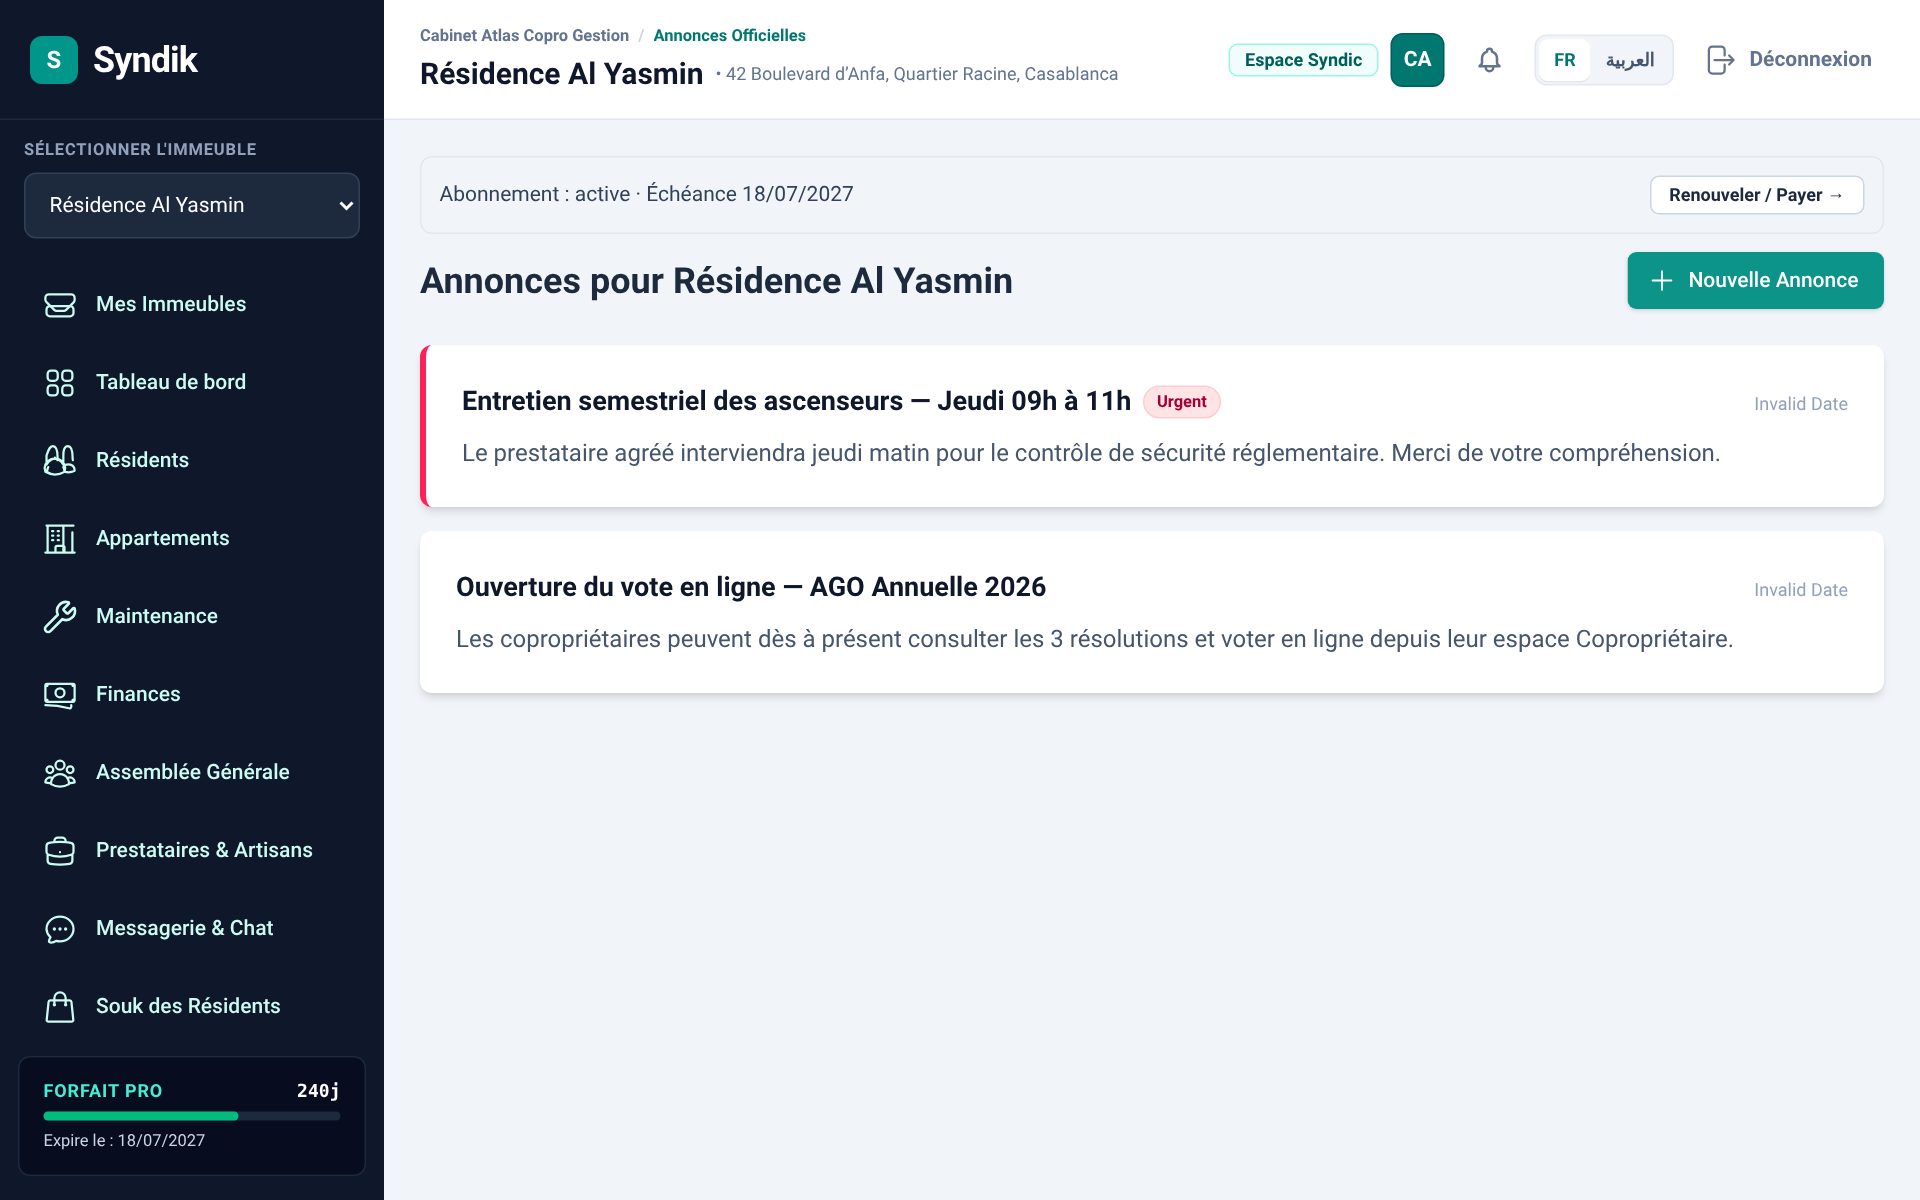 S
Syndik
SÉLECTIONNER L'IMMEUBLE
Résidence Al Yasmin
Mes Immeubles
Tableau de bord
Résidents
Appartements
Maintenance
Finances
Assemblée Générale
Prestataires & Artisans
Messagerie & Chat
Souk des Résidents
FORFAIT PRO 240j
Expire le : 18/07/2027
Cabinet Atlas Copro Gestion / Annonces Officielles
Résidence Al Yasmin • 42 Boulevard d’Anfa, Quartier Racine, Casablanca
Espace Syndic
CA
FR
العربية
Déconnexion
Abonnement : active · Échéance 18/07/2027
Renouveler / Payer →
Annonces pour Résidence Al Yasmin
Nouvelle Annonce
Entretien semestriel des ascenseurs — Jeudi 09h à 11h Urgent
Invalid Date
Le prestataire agréé interviendra jeudi matin pour le contrôle de sécurité réglementaire. Merci de votre compréhension.
Ouverture du vote en ligne — AGO Annuelle 2026
Invalid Date
Les copropriétaires peuvent dès à présent consulter les 3 résolutions et voter en ligne depuis leur espace Copropriétaire.